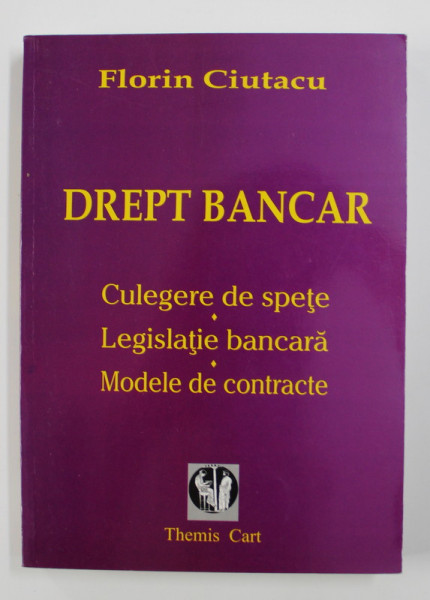 Florin Ciutacu
DREPT BANCAR
Culegere de speţe
Legislaţie bancară
Modele de contracte
Themis Cart